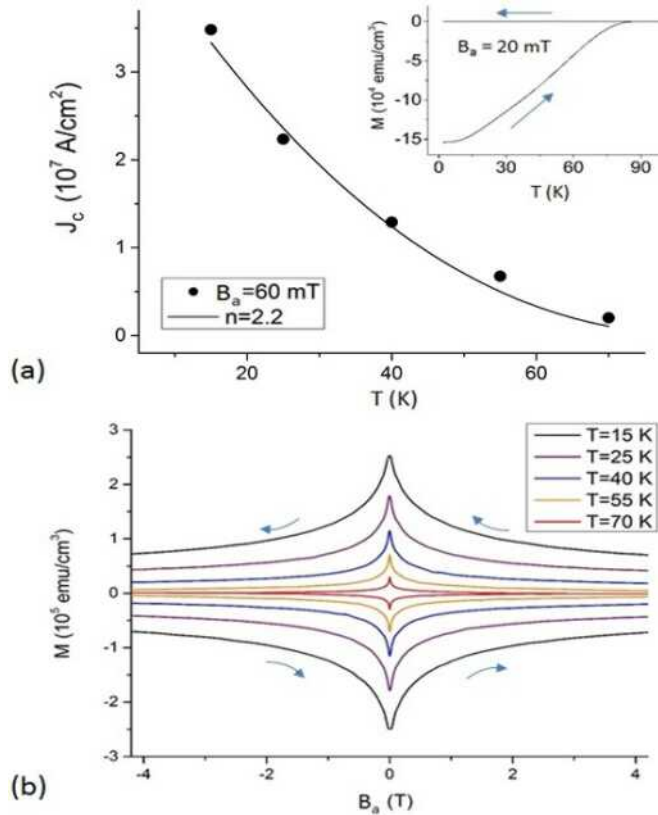 3
2
1
0
J_c (10^7 A/cm^2)
20
40
60
T (K)
B_a=60 mT
n=2.2
0
-5
-10
-15
M (10^4 emu/cm^3)
B_a = 20 mT
0
30
60
90
T (K)
(a)
3
2
1
0
-1
-2
-3
M (10^5 emu/cm^3)
T=15 K
T=25 K
T=40 K
T=55 K
T=70 K
-4
-2
0
2
4
B_a (T)
(b)